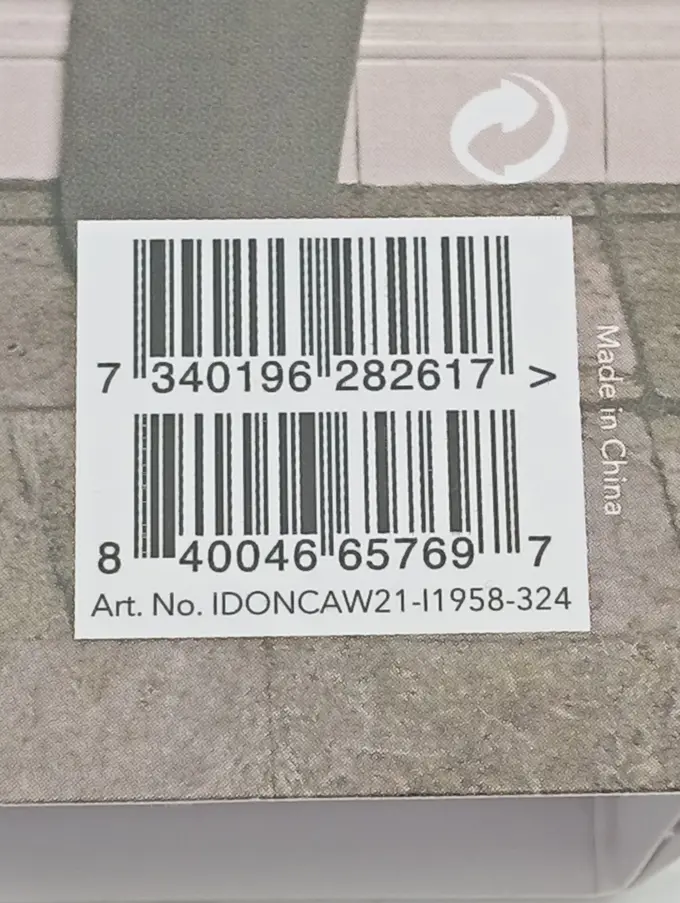 7 340196 282617 >
8 40046 65769 7
Art. No. IDONCAW21-I1958-324
Made in China